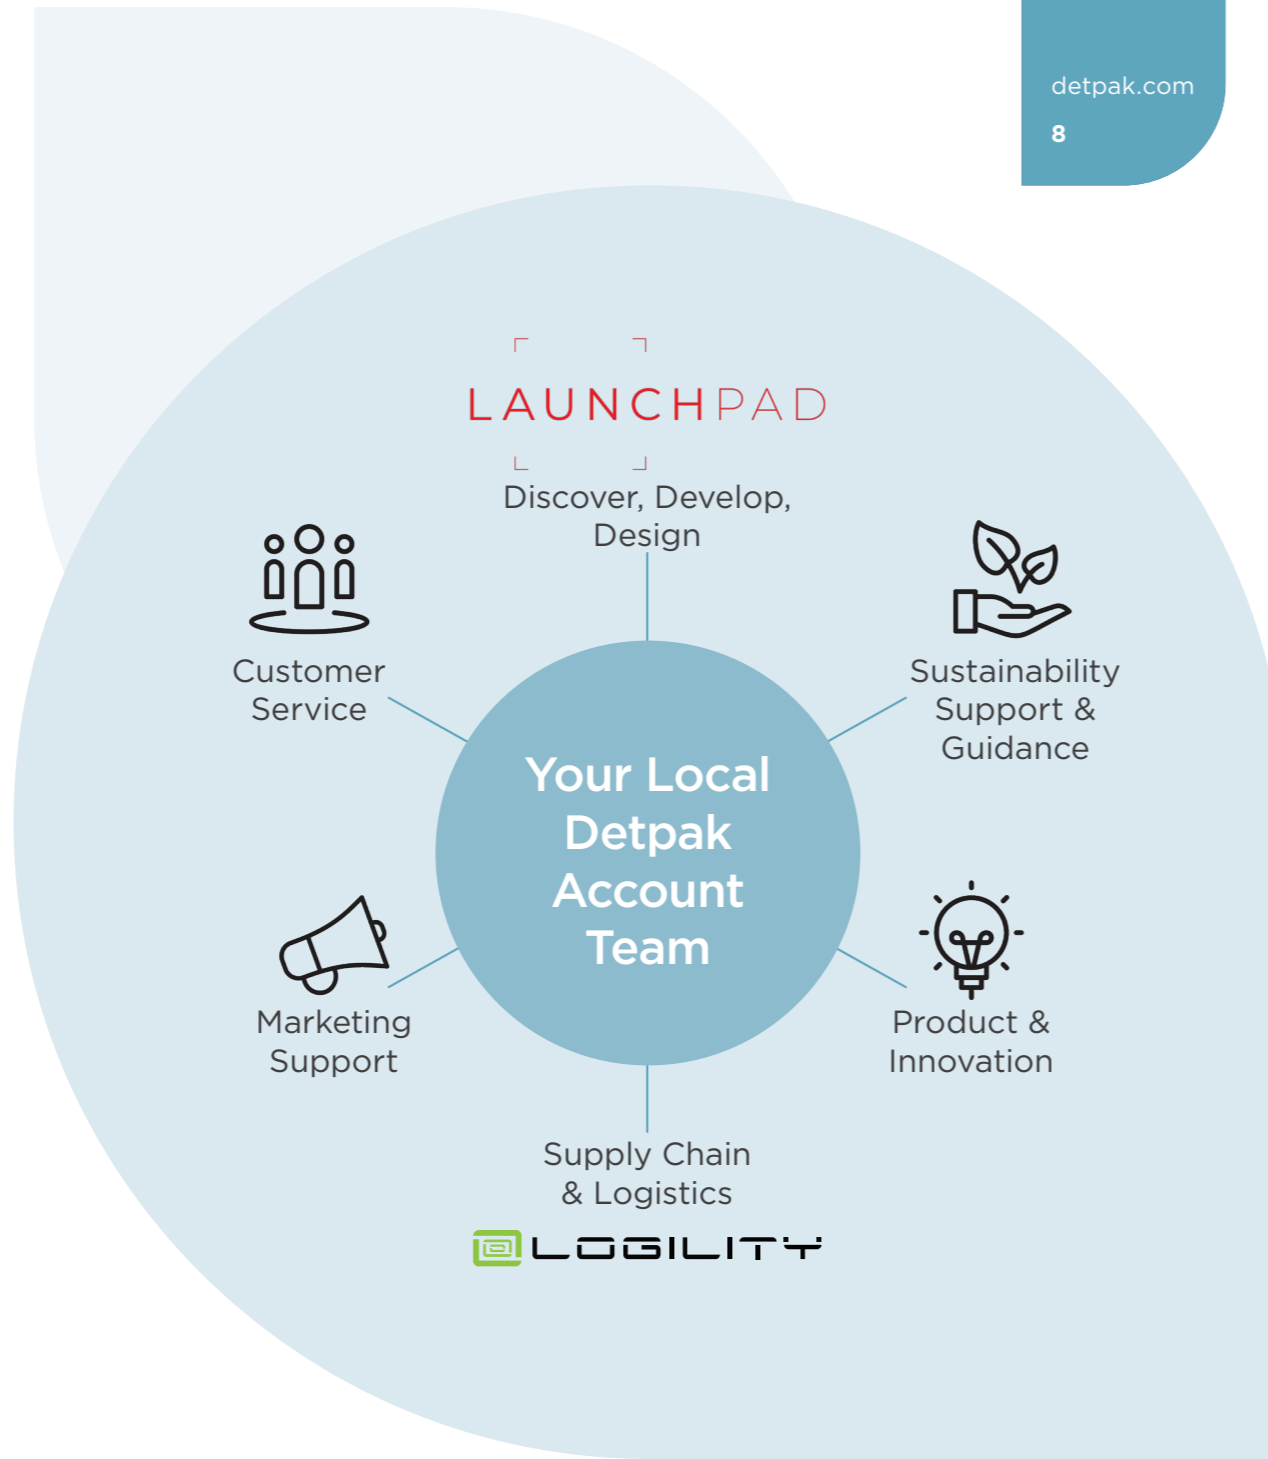 detpak.com
8
LAUNCHPAD
Discover, Develop,
Design
Customer
Service
Sustainability
Support &
Guidance
Your Local
Detpak
Account
Team
Marketing
Support
Product &
Innovation
Supply Chain
& Logistics
LOGILITY